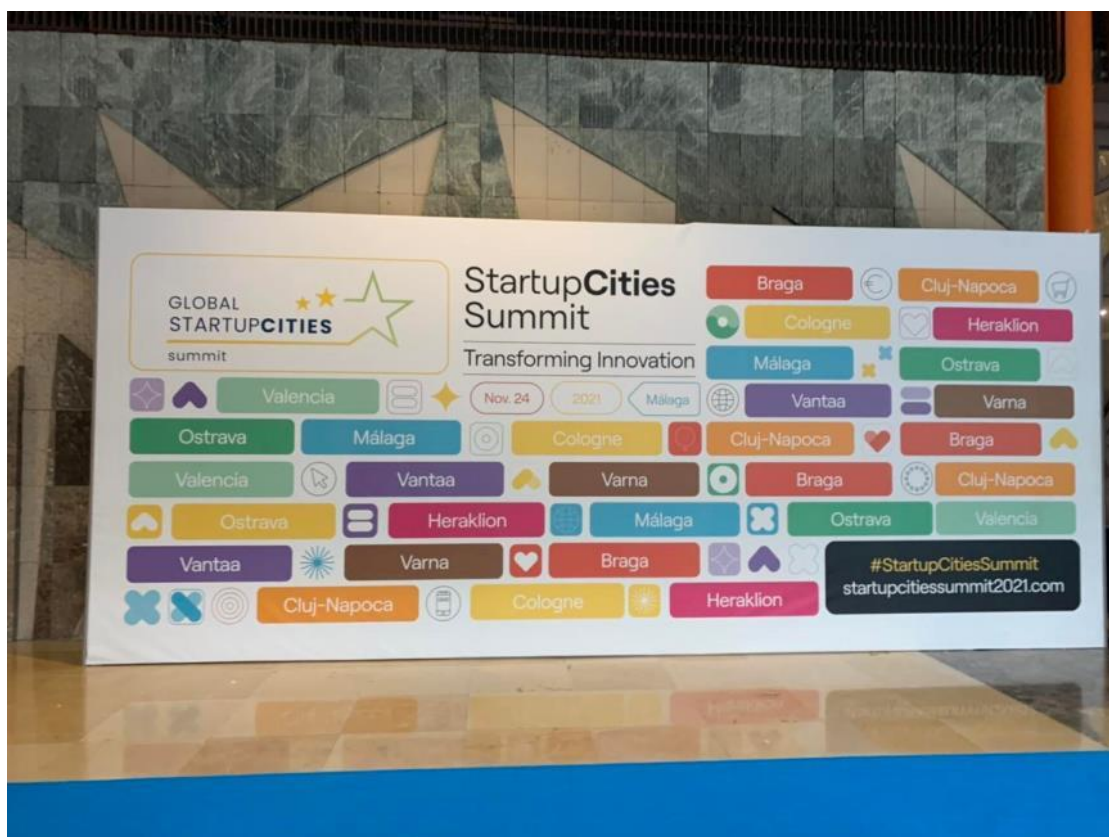 GLOBAL
STARTUPCITIES
summit
StartupCities
Summit
Transforming Innovation
Nov. 24 2021 Málaga
Braga Cluj-Napoca
Cologne Heraklion
Málaga Ostrava
Valencia Vantaa Varna
Ostrava Málaga Cologne Cluj-Napoca Braga
Valencia Vantaa Varna Braga Cluj-Napoca
Ostrava Heraklion Málaga Ostrava Valencia
Vantaa Varna Braga
Cluj-Napoca Cologne Heraklion
#StartupCitiesSummit
startupcitiessummit2021.com